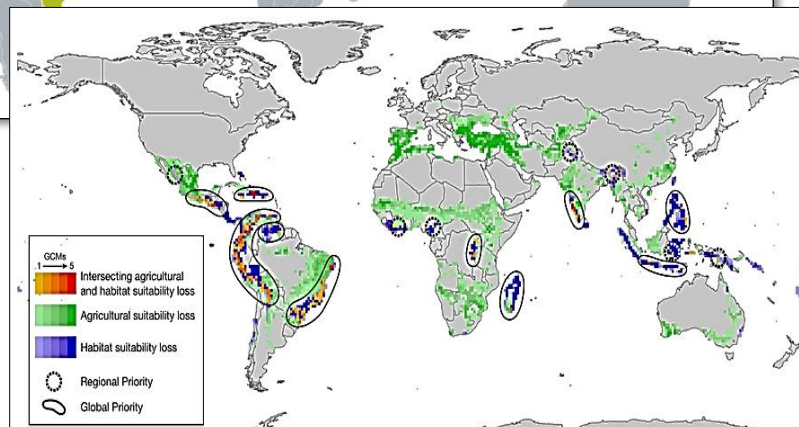 GCMs
1 5
Intersecting agricultural
and habitat suitability loss
Agricultural suitability loss
Habitat suitability loss
Regional Priority
Global Priority